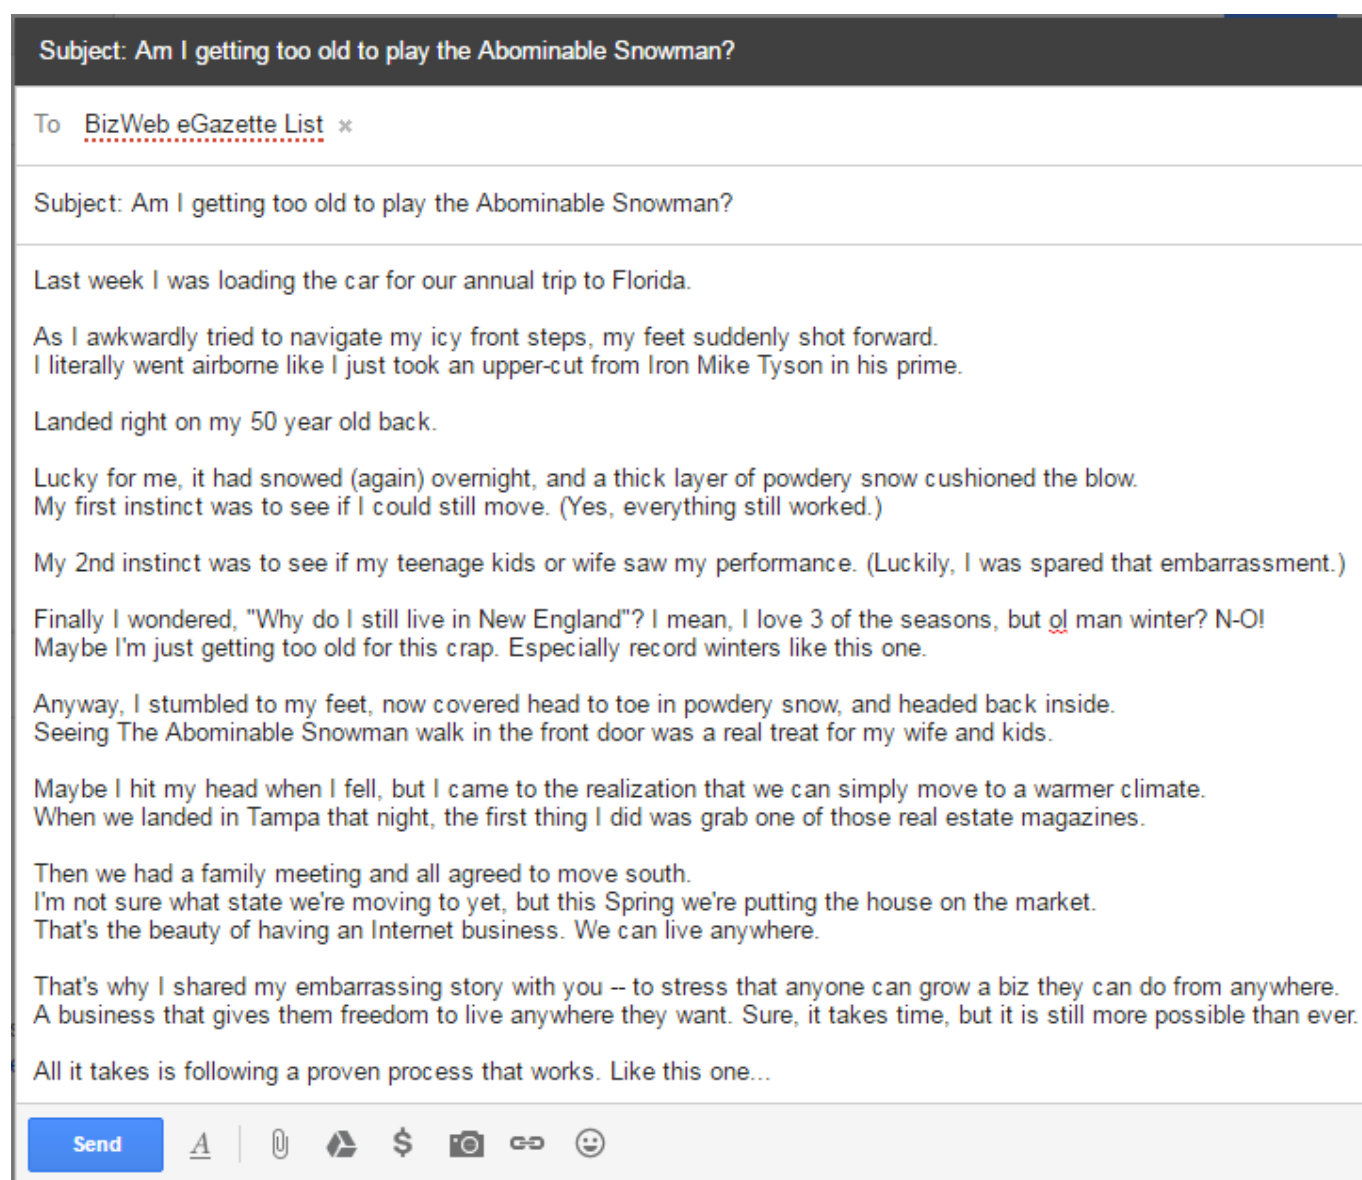 Subject: Am I getting too old to play the Abominable Snowman?
To BizWeb eGazette List ×
Subject: Am I getting too old to play the Abominable Snowman?
Last week I was loading the car for our annual trip to Florida.
As I awkwardly tried to navigate my icy front steps, my feet suddenly shot forward.
I literally went airborne like I just took an upper-cut from Iron Mike Tyson in his prime.
Landed right on my 50 year old back.
Lucky for me, it had snowed (again) overnight, and a thick layer of powdery snow cushioned the blow.
My first instinct was to see if I could still move. (Yes, everything still worked.)
My 2nd instinct was to see if my teenage kids or wife saw my performance. (Luckily, I was spared that embarrassment.)
Finally I wondered, "Why do I still live in New England"? I mean, I love 3 of the seasons, but ol man winter? N-O!
Maybe I'm just getting too old for this crap. Especially record winters like this one.
Anyway, I stumbled to my feet, now covered head to toe in powdery snow, and headed back inside.
Seeing The Abominable Snowman walk in the front door was a real treat for my wife and kids.
Maybe I hit my head when I fell, but I came to the realization that we can simply move to a warmer climate.
When we landed in Tampa that night, the first thing I did was grab one of those real estate magazines.
Then we had a family meeting and all agreed to move south.
I'm not sure what state we're moving to yet, but this Spring we're putting the house on the market.
That's the beauty of having an Internet business. We can live anywhere.
That's why I shared my embarrassing story with you -- to stress that anyone can grow a biz they can do from anywhere.
A business that gives them freedom to live anywhere they want. Sure, it takes time, but it is still more possible than ever.
All it takes is following a proven process that works. Like this one...
Send A $